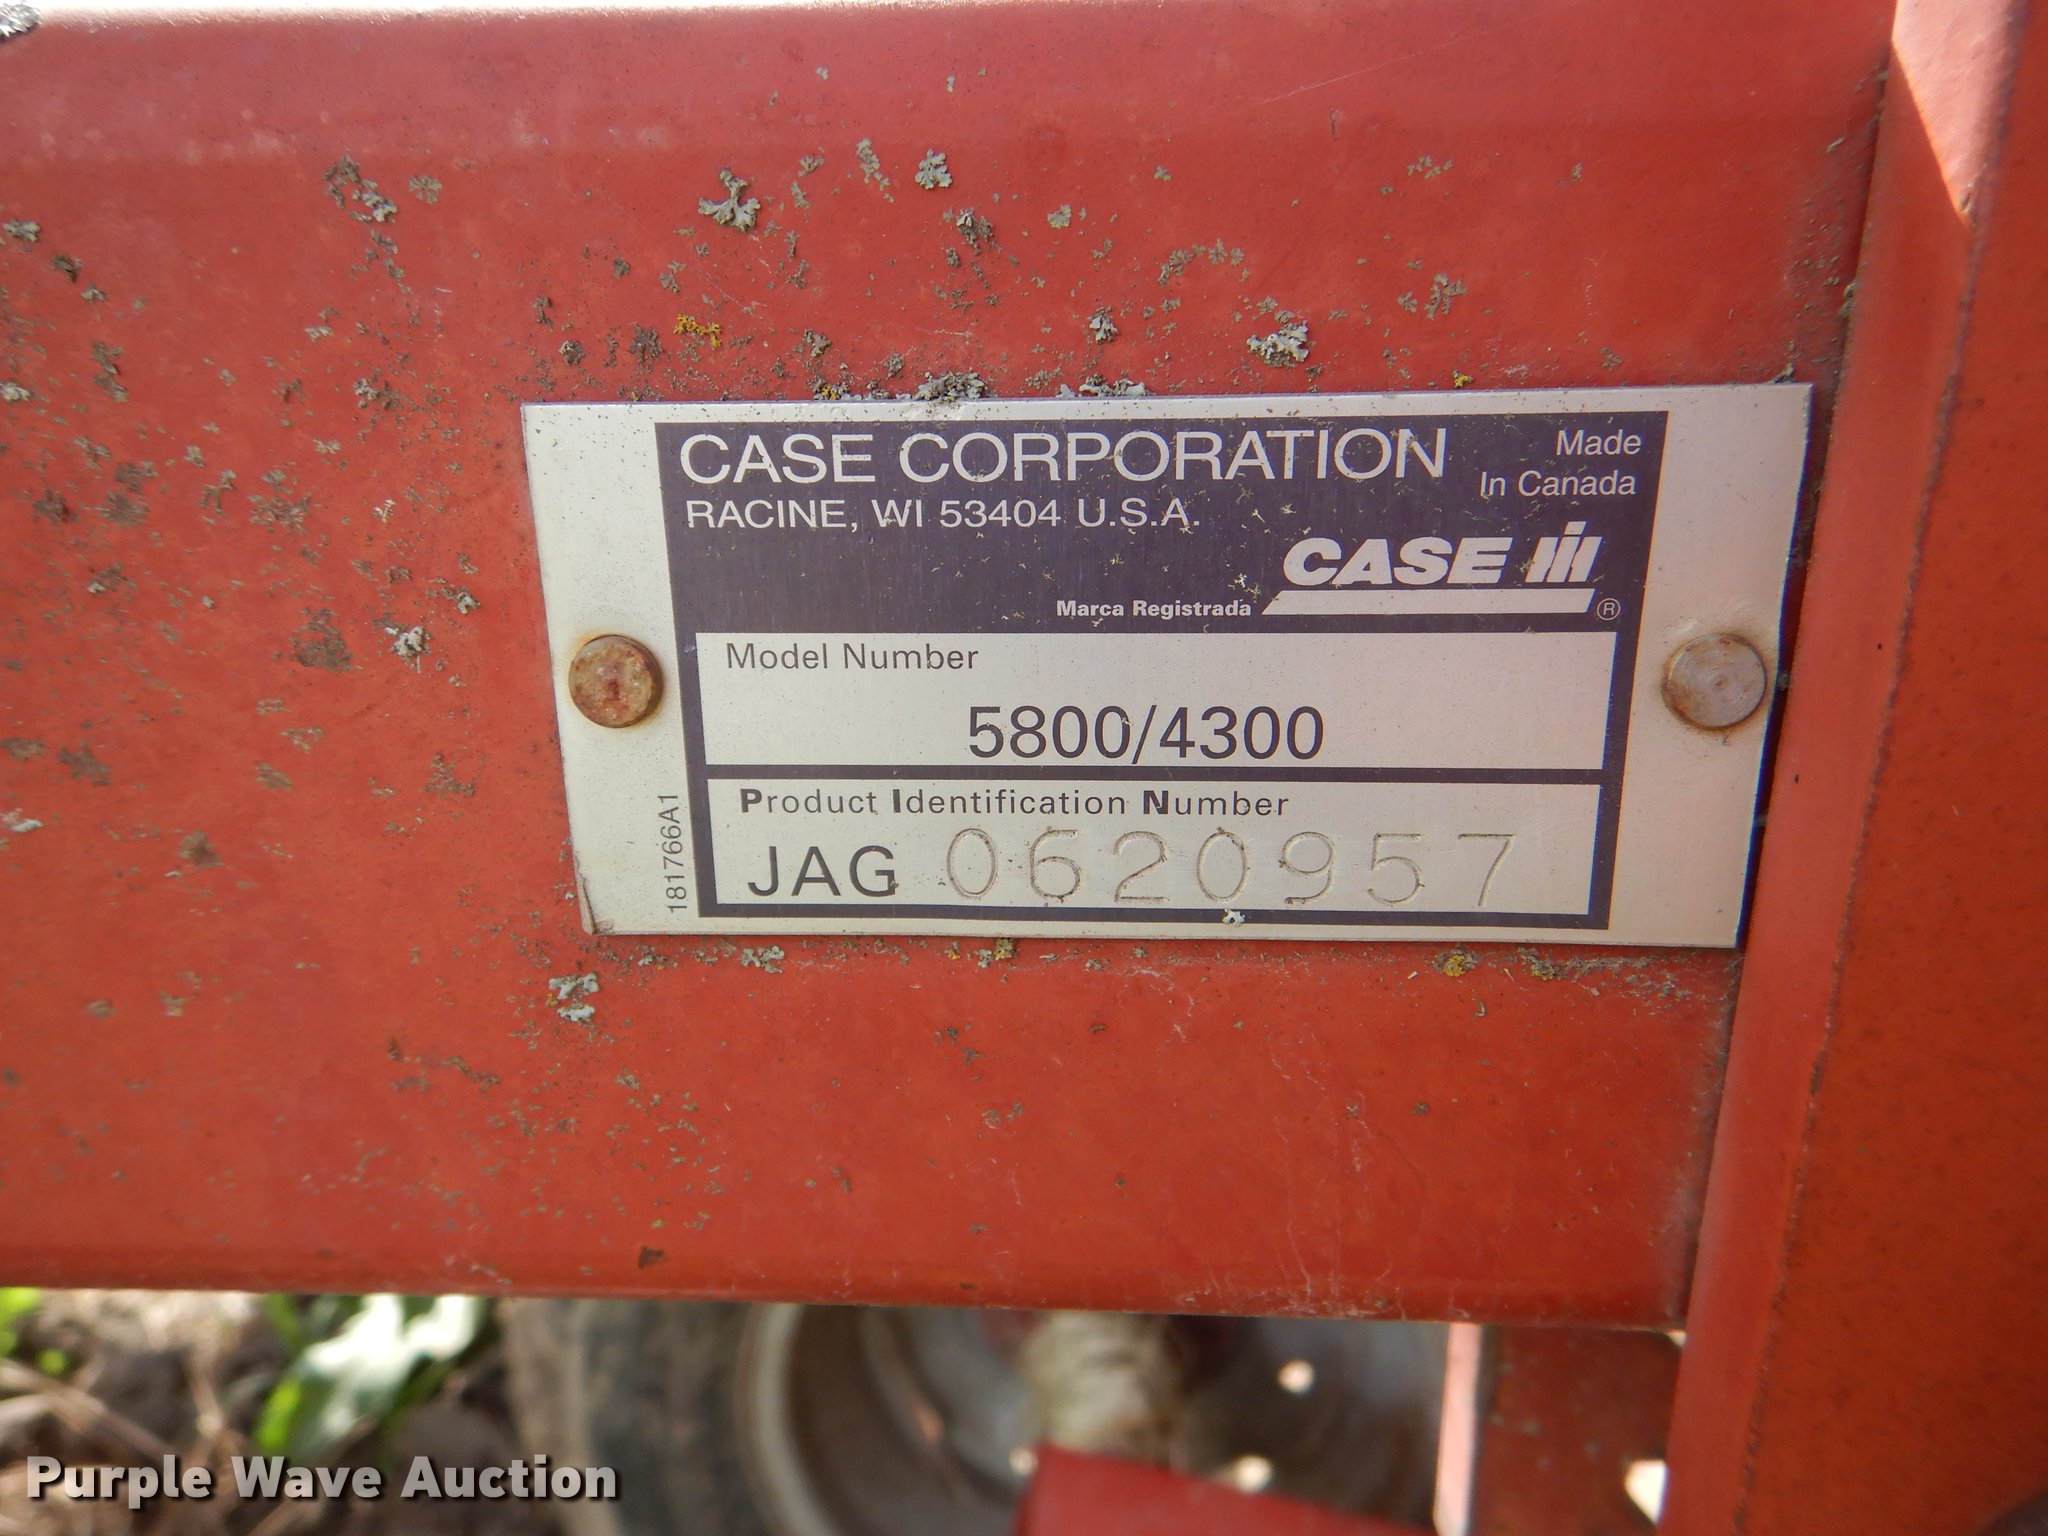 CASE CORPORATION
Made
In Canada
RACINE, WI 53404 U.S.A.
CASE IH
Marca Registrada
®
Model Number
5800/4300
Product Identification Number
JAG 0620957
181766A1
Purple Wave Auction